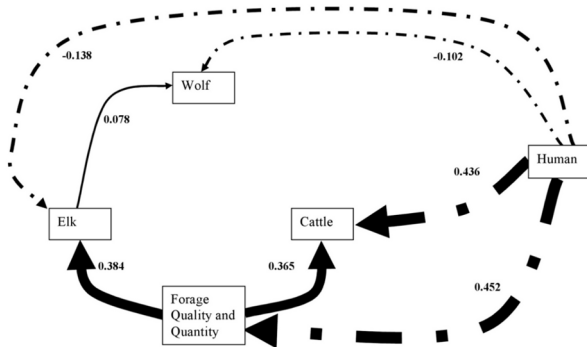 -0.138
-0.102
Wolf
0.078
Human
0.436
Elk
Cattle
0.384
0.365
Forage
Quality and
Quantity
0.452